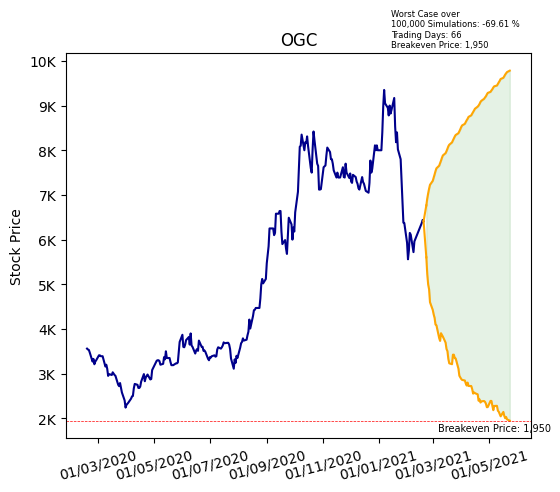 Worst Case over
100,000 Simulations: -69.61 %
Trading Days: 66
Breakeven Price: 1,950
OGC
10K
9K
8K
7K
6K
5K
4K
3K
2K
Stock Price
Breakeven Price: 1,950
01/03/2020
01/05/2020
01/07/2020
01/09/2020
01/11/2020
01/01/2021
01/03/2021
01/05/2021